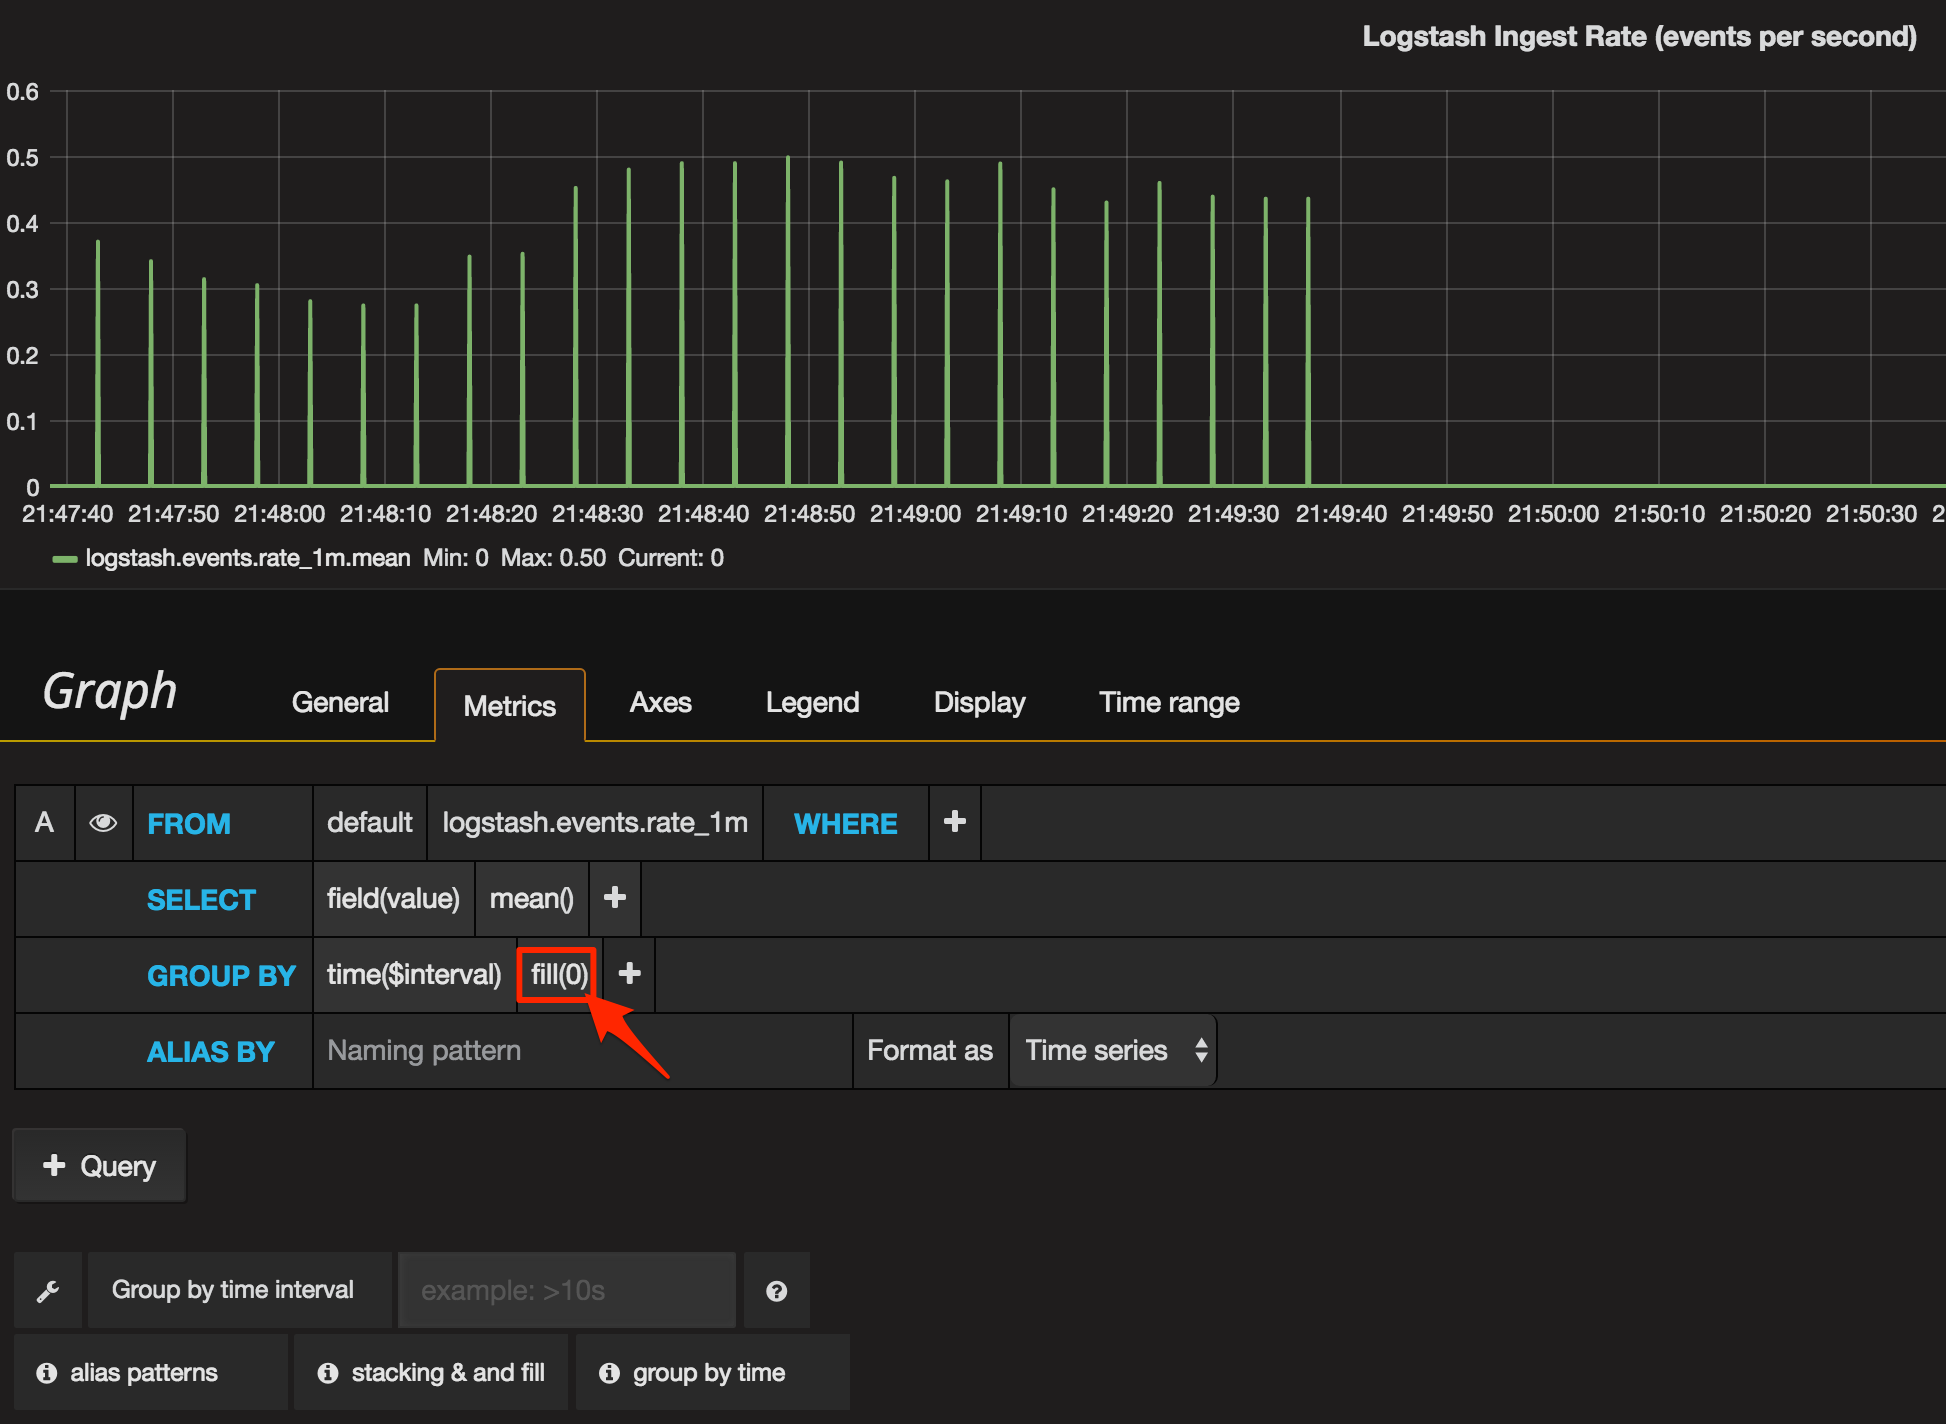 Logstash Ingest Rate (events per second)
0.6
0.5
0.4
0.3
0.2
0.1
0
21:47:40 21:47:50 21:48:00 21:48:10 21:48:20 21:48:30 21:48:40 21:48:50 21:49:00 21:49:10 21:49:20 21:49:30 21:49:40 21:49:50 21:50:00 21:50:10 21:50:20 21:50:30 2
logstash.events.rate_1m.mean Min: 0 Max: 0.50 Current: 0
Graph General Metrics Axes Legend Display Time range
A FROM default logstash.events.rate_1m WHERE +
SELECT field(value) mean() +
GROUP BY time($interval) fill(0) +
ALIAS BY Naming pattern Format as Time series
+ Query
Group by time interval example: >10s ?
i alias patterns i stacking & and fill i group by time